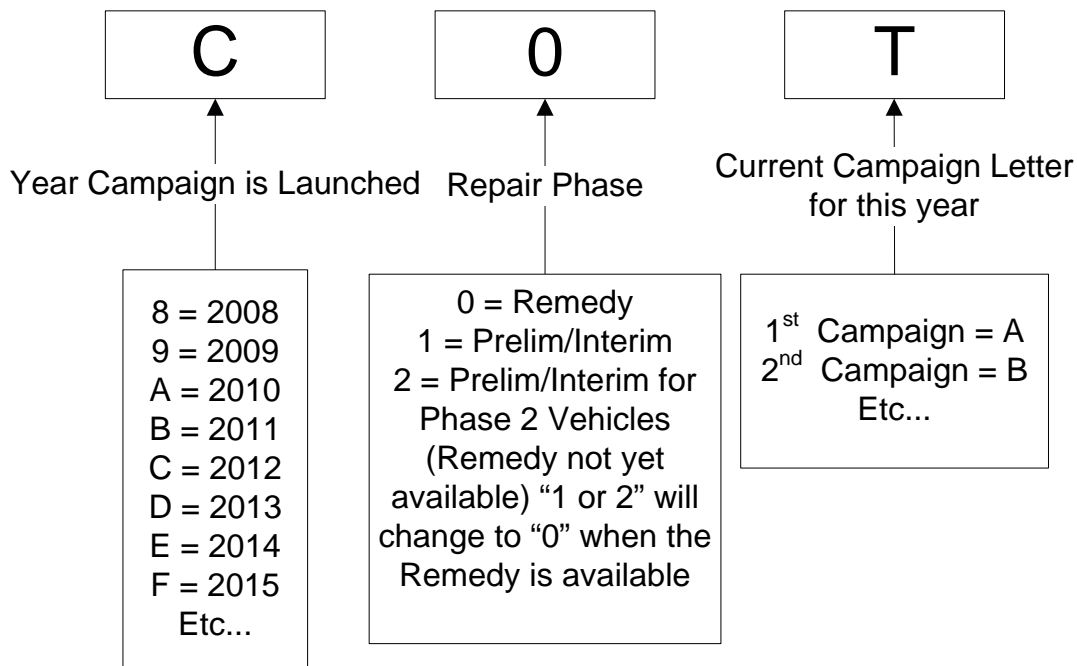 C
0
T
Year Campaign is Launched
Repair Phase
Current Campaign Letter
for this year
8 = 2008
9 = 2009
A = 2010
B = 2011
C = 2012
D = 2013
E = 2014
F = 2015
Etc...
0 = Remedy
1 = Prelim/Interim
2 = Prelim/Interim for
Phase 2 Vehicles
(Remedy not yet
available) “1 or 2” will
change to “0” when the
Remedy is available
1st Campaign = A
2nd Campaign = B
Etc...